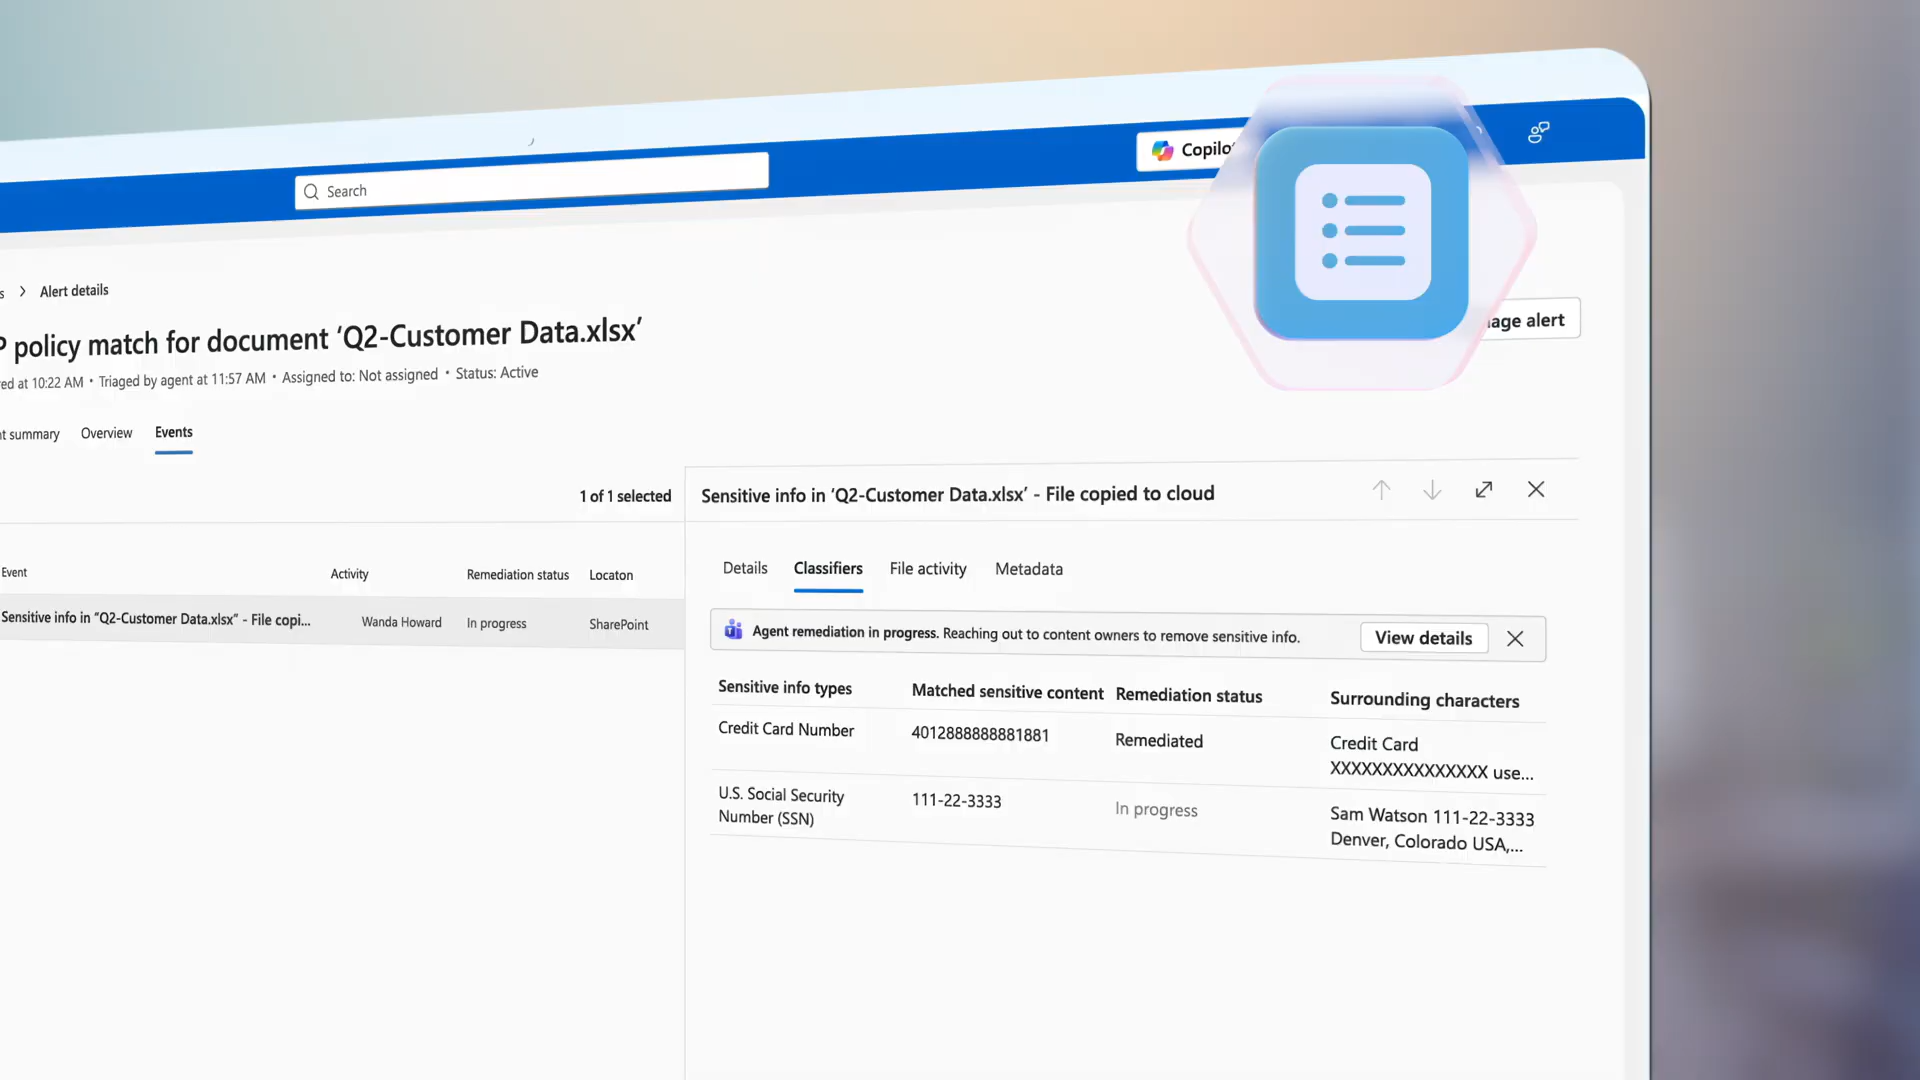 Search
Copilo
s > Alert details
P policy match for document ‘Q2-Customer Data.xlsx’
age alert
ed at 10:22 AM • Triaged by agent at 11:57 AM • Assigned to: Not assigned • Status: Active
t summary Overview Events
1 of 1 selected
Sensitive info in ‘Q2-Customer Data.xlsx’ - File copied to cloud
Details Classifiers File activity Metadata
Event Activity Remediation status Locaton
Sensitive info in “Q2-Customer Data.xlsx” - File copi... Wanda Howard In progress SharePoint
Agent remediation in progress. Reaching out to content owners to remove sensitive info. View details
Sensitive info types Matched sensitive content Remediation status Surrounding characters
Credit Card Number 4012888888881881 Remediated Credit Card
XXXXXXXXXXXXXXX use...
U.S. Social Security
Number (SSN) 111-22-3333 In progress Sam Watson 111-22-3333
Denver, Colorado USA,...